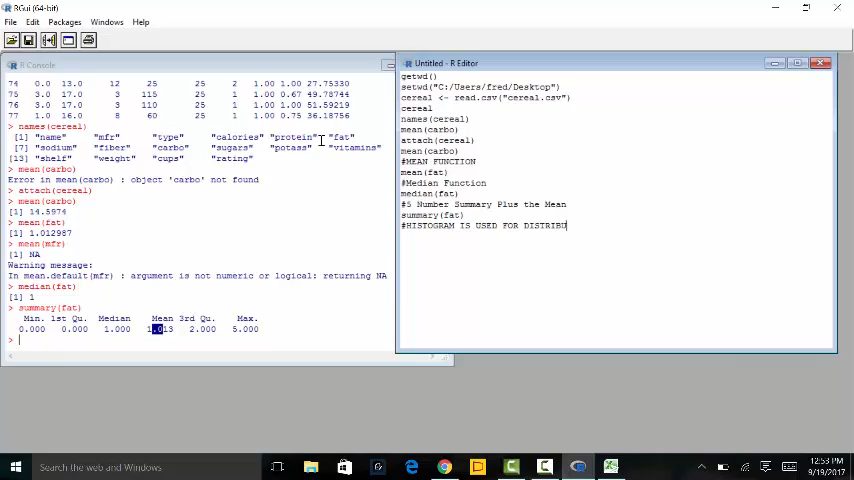 RGui (64-bit)
File Edit Packages Windows Help
R Console
74 0.0 13.0 12 25 25 2 1.00 1.00 27.75330
75 3.0 17.0 3 115 25 1 1.00 0.67 49.78744
76 3.0 17.0 3 110 25 1 1.00 1.00 51.59219
77 1.0 16.0 8 60 25 1 1.00 0.75 36.18756
> names(cereal)
[1] "name" "mfr" "type" "calories" "protein" "fat"
[7] "sodium" "fiber" "carbo" "sugars" "potass" "vitamins"
[13] "shelf" "weight" "cups" "rating"
> mean(carbo)
Error in mean(carbo) : object 'carbo' not found
> attach(cereal)
> mean(carbo)
[1] 14.5974
> mean(fat)
[1] 1.012987
> mean(mfr)
[1] NA
Warning message:
In mean.default(mfr) : argument is not numeric or logical: returning NA
> median(fat)
[1] 1
> summary(fat)
Min. 1st Qu. Median Mean 3rd Qu. Max.
0.000 0.000 1.000 1.013 2.000 5.000
>
Untitled - R Editor
getwd()
setwd("C:/Users/fred/Desktop")
cereal <- read.csv("cereal.csv")
cereal
names(cereal)
mean(carbo)
attach(cereal)
mean(carbo)
#MEAN FUNCTION
mean(fat)
#Median Function
median(fat)
#5 Number Summary Plus the Mean
summary(fat)
#HISTOGRAM IS USED FOR DISTRIBU
Search the web and Windows
12:53 PM
9/19/2017